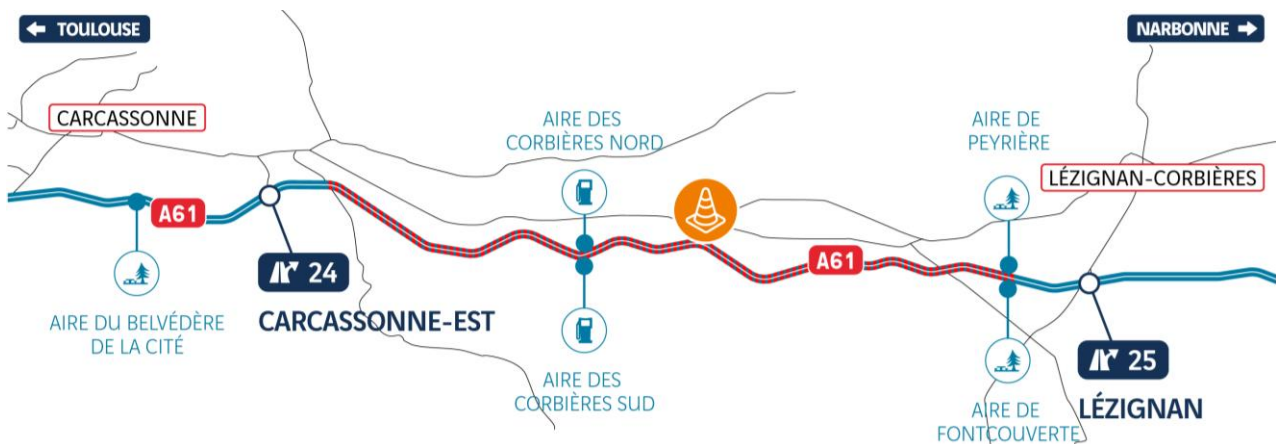 ← TOULOUSE
NARBONNE →
CARCASSONNE
AIRE DES
CORBIÈRES NORD
AIRE DE
PEYRIÈRE
LÉZIGNAN-CORBIÈRES
A61
24
CARCASSONNE-EST
A61
25
LÉZIGNAN
AIRE DU BELVÉDÈRE
DE LA CITÉ
AIRE DES
CORBIÈRES SUD
AIRE DE
FONTCOUVERTE